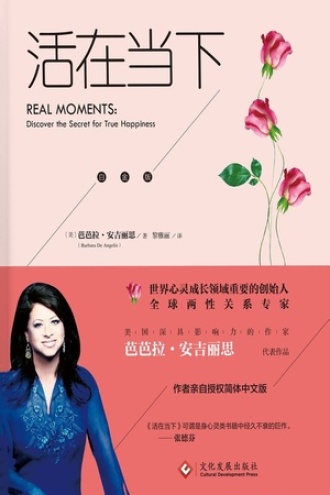 活在当下
REAL MOMENTS:
Discover the Secret for True Happiness
白金版
[美] 芭芭拉·安吉丽思 / 著 黎雅丽 / 译
(Barbara De Angelis)
世界心灵成长领域重要的创始人
全球两性关系专家
美国深具影响力的作家
芭芭拉·安吉丽思 代表作品
作者亲自授权简体中文版
《活在当下》可谓是身心灵类书籍中经久不衰的巨作。
——张德芬
文化发展出版社